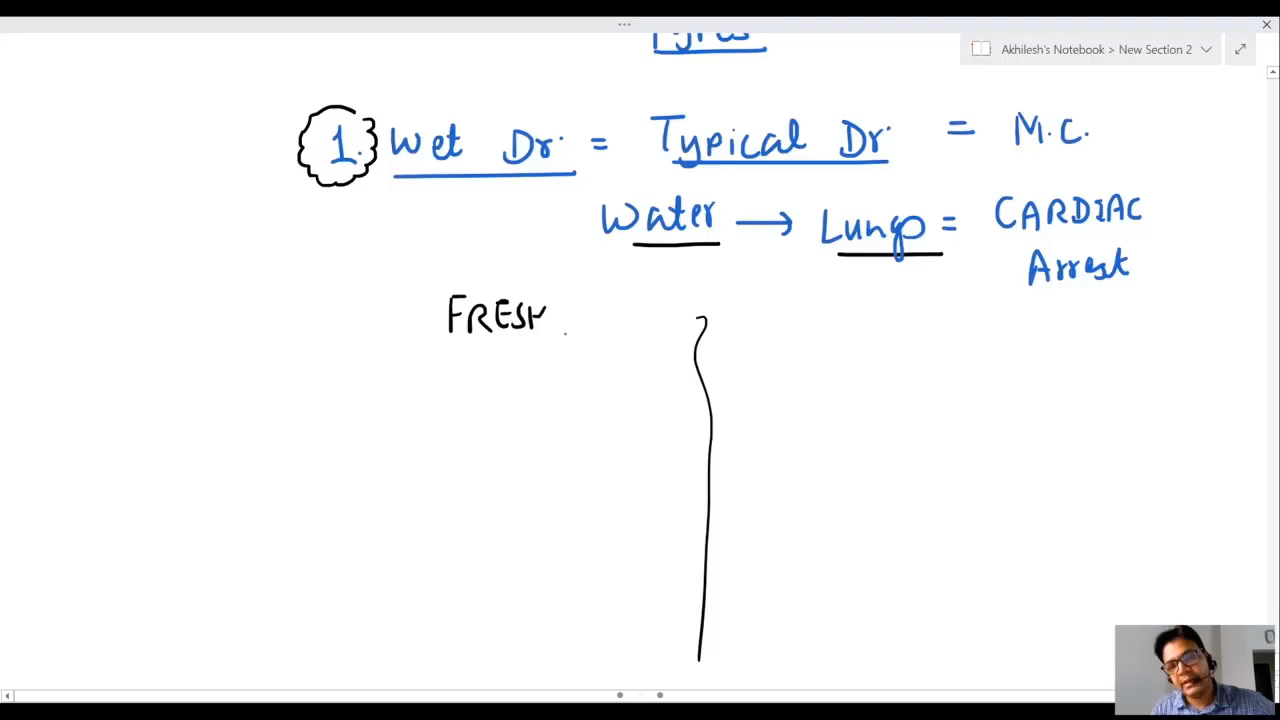 Akhilesh's Notebook > New Section 2
1. Wet Dr. = Typical Dr. = M.C.
Water → Lungs = CARDIAC
Arrest
FRESH